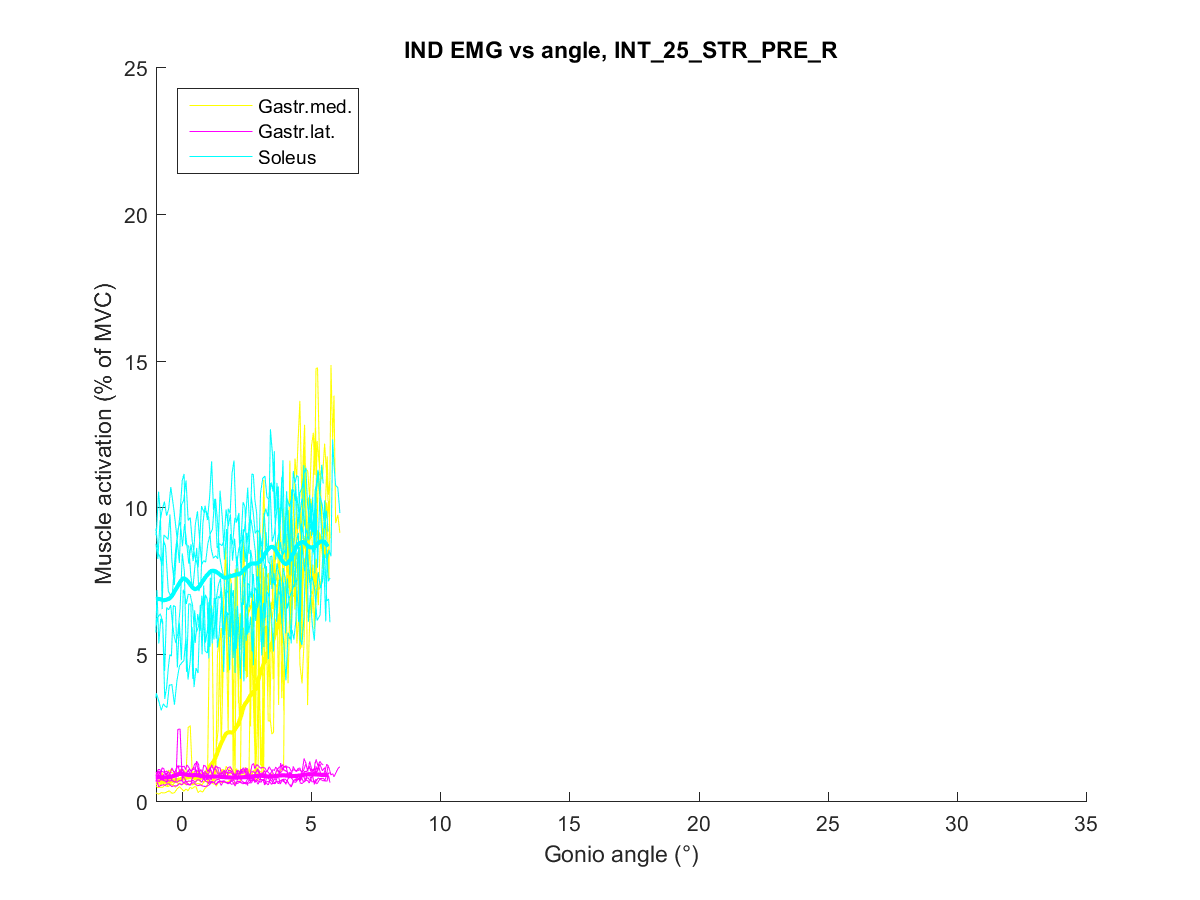 IND EMG vs angle, INT_25_STR_PRE_R
25
20
15
10
5
0
Muscle activation (% of MVC)
Gastr.med.
Gastr.lat.
Soleus
0 5 10 15 20 25 30 35
Gonio angle (°)